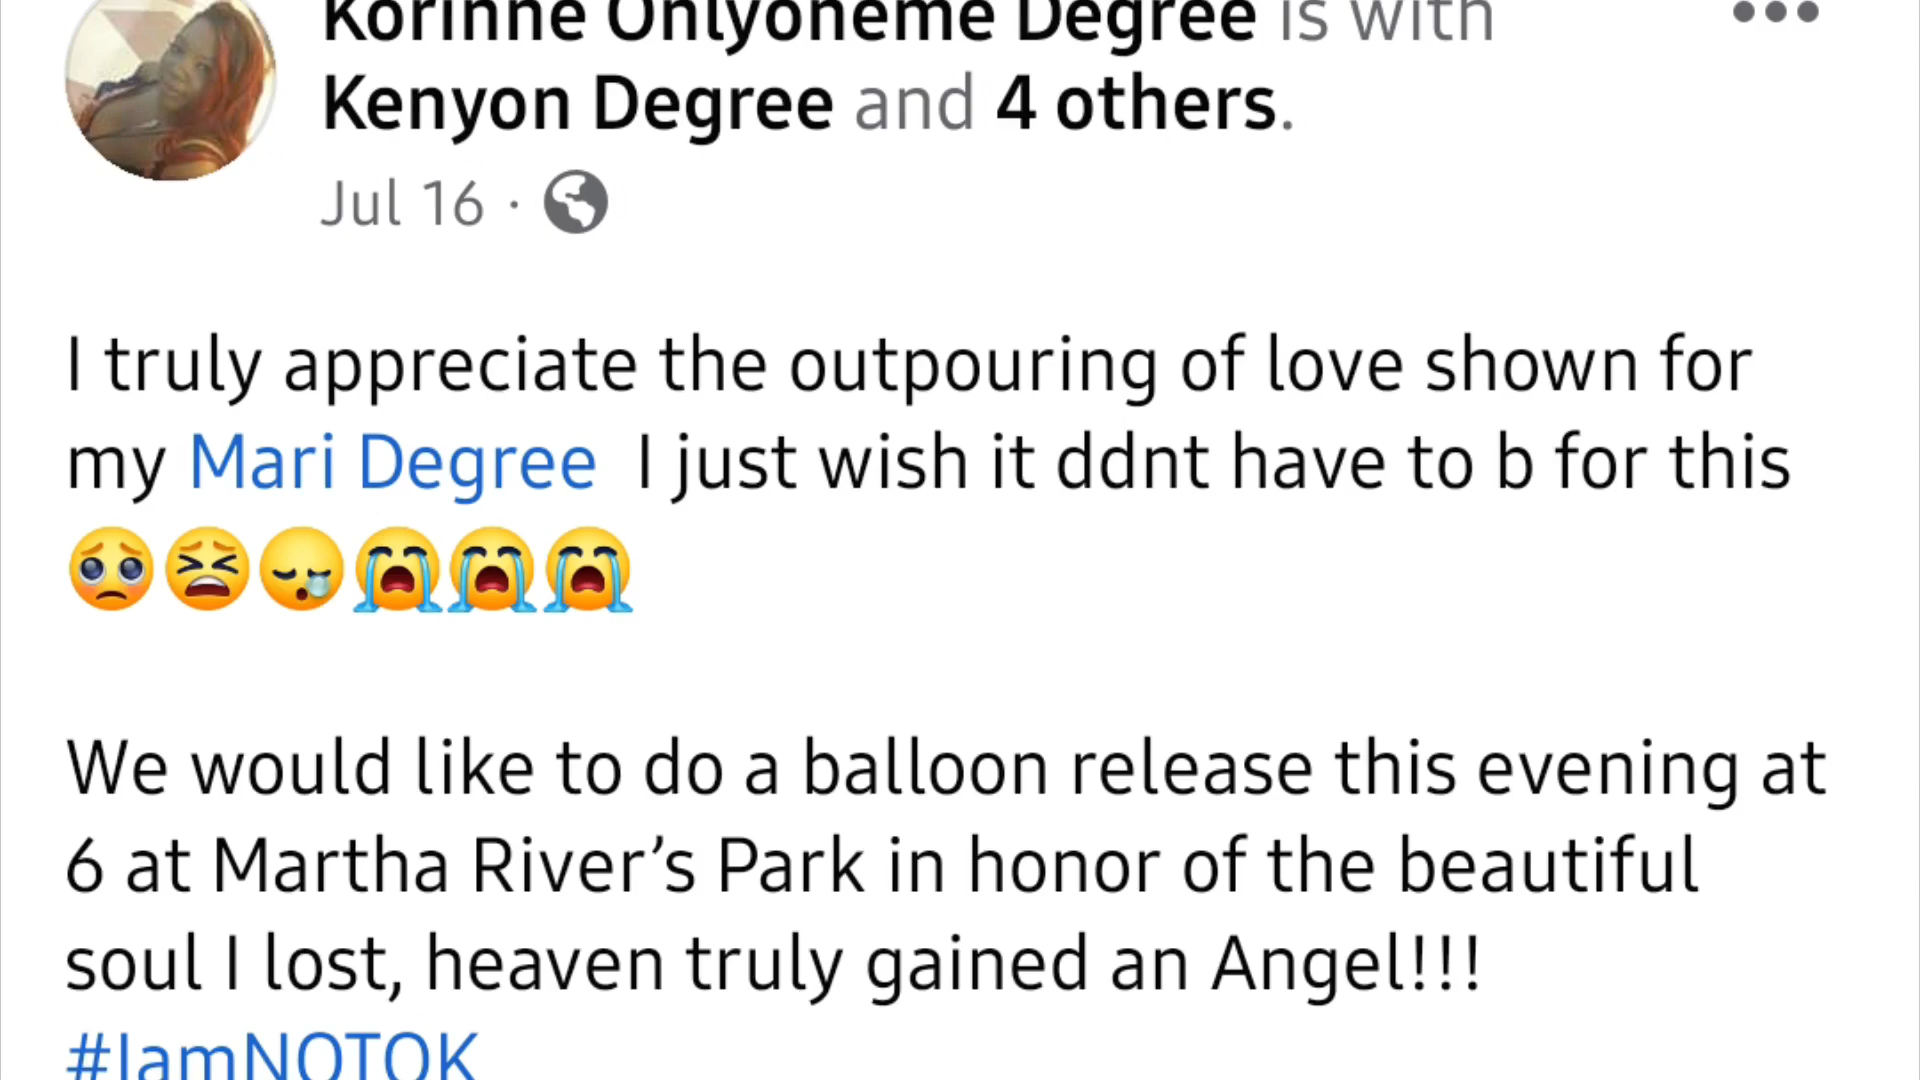 Korinne Onlyoneme Degree is with
Kenyon Degree and 4 others.
Jul 16 ·
I truly appreciate the outpouring of love shown for
my Mari Degree I just wish it ddnt have to b for this
🥺😫😪😭😭😭
We would like to do a balloon release this evening at
6 at Martha River’s Park in honor of the beautiful
soul I lost, heaven truly gained an Angel!!!
#IamNOTOK